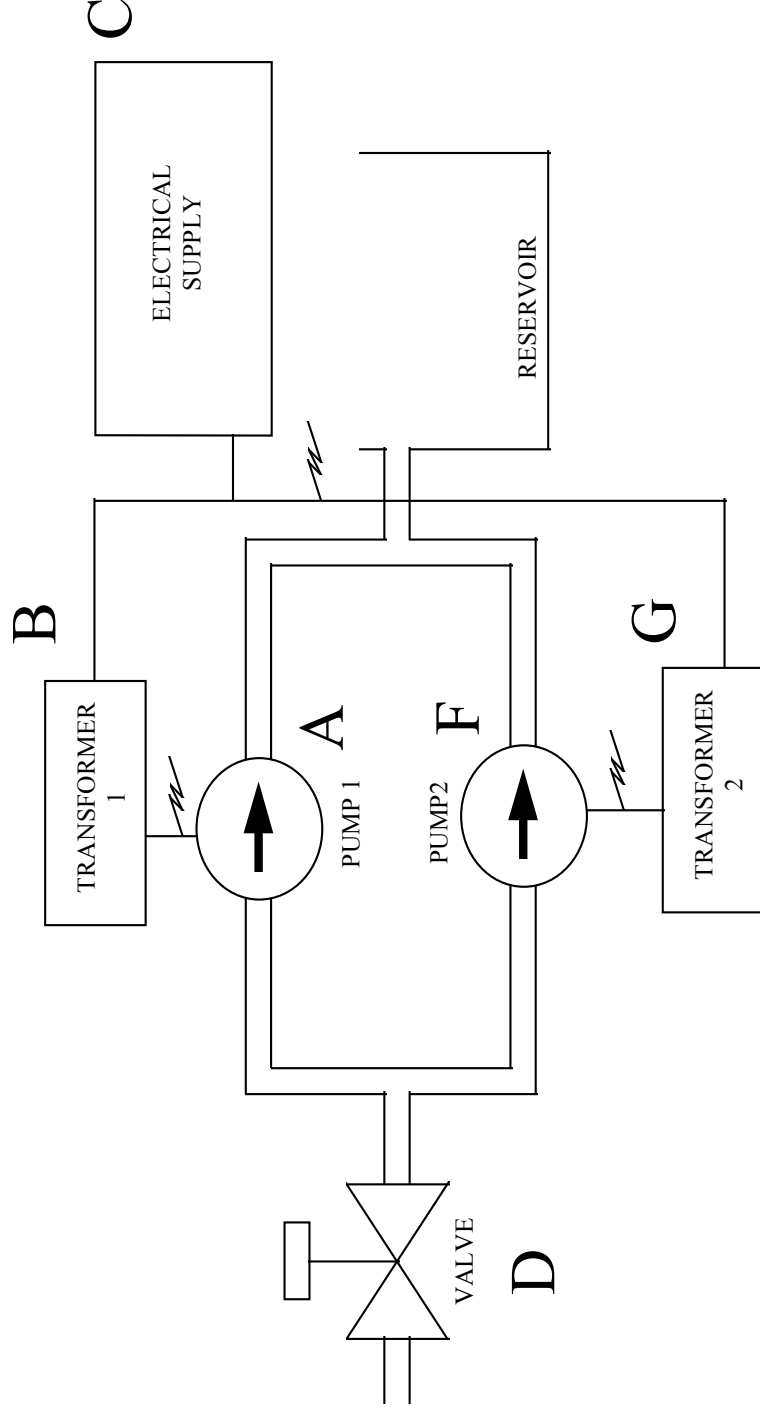 C
ELECTRICAL
SUPPLY
RESERVOIR
B
TRANSFORMER
1
A
PUMP 1
F
PUMP2
G
TRANSFORMER
2
VALVE
D